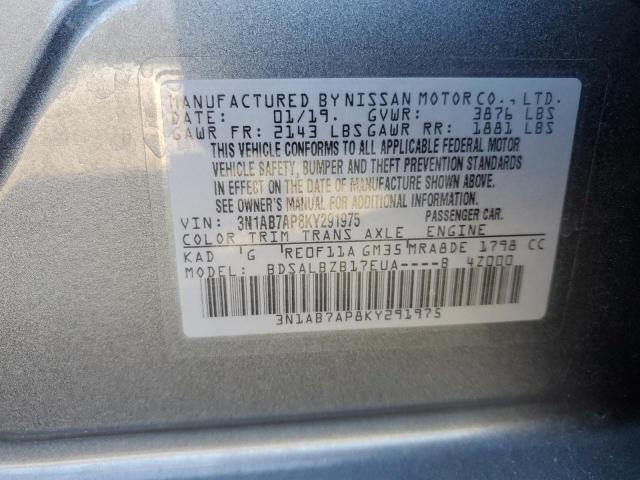 MANUFACTURED BY NISSAN MOTOR CO., LTD.
DATE: 01/19. GVWR: 3876 LBS
GAWR FR: 2143 LBS GAWR RR: 1881 LBS
THIS VEHICLE CONFORMS TO ALL APPLICABLE FEDERAL MOTOR
VEHICLE SAFETY, BUMPER AND THEFT PREVENTION STANDARDS
IN EFFECT ON THE DATE OF MANUFACTURE SHOWN ABOVE.
SEE OWNER'S MANUAL FOR ADDITIONAL INFORMATION.
VIN: 3N1AB7AP8KY291975 PASSENGER CAR.
COLOR TRIM TRANS AXLE ENGINE
KAD G RE0F11A GM35 MRA8DE 1798 CC
MODEL: BDSALBZB17EUA----B 4Z000
3N1AB7AP8KY291975